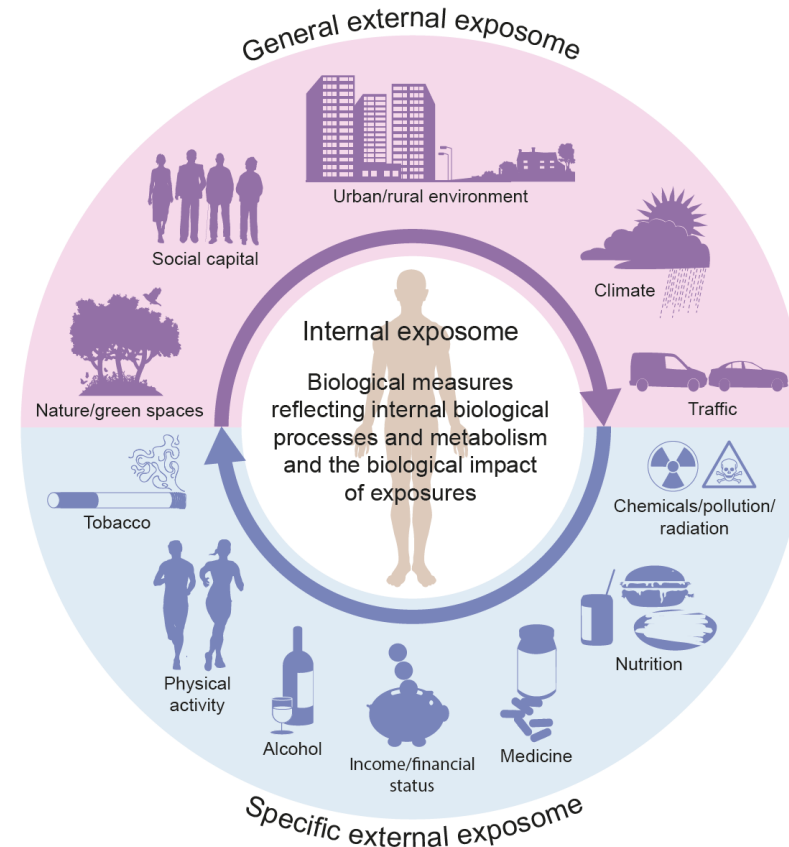 General external exposome
Urban/rural environment
Social capital
Climate
Nature/green spaces
Traffic
Internal exposome
Biological measures
reflecting internal biological
processes and metabolism
and the biological impact
of exposures
Tobacco
Chemicals/pollution/
radiation
Physical
activity
Nutrition
Alcohol
Income/financial
status
Medicine
Specific external exposome